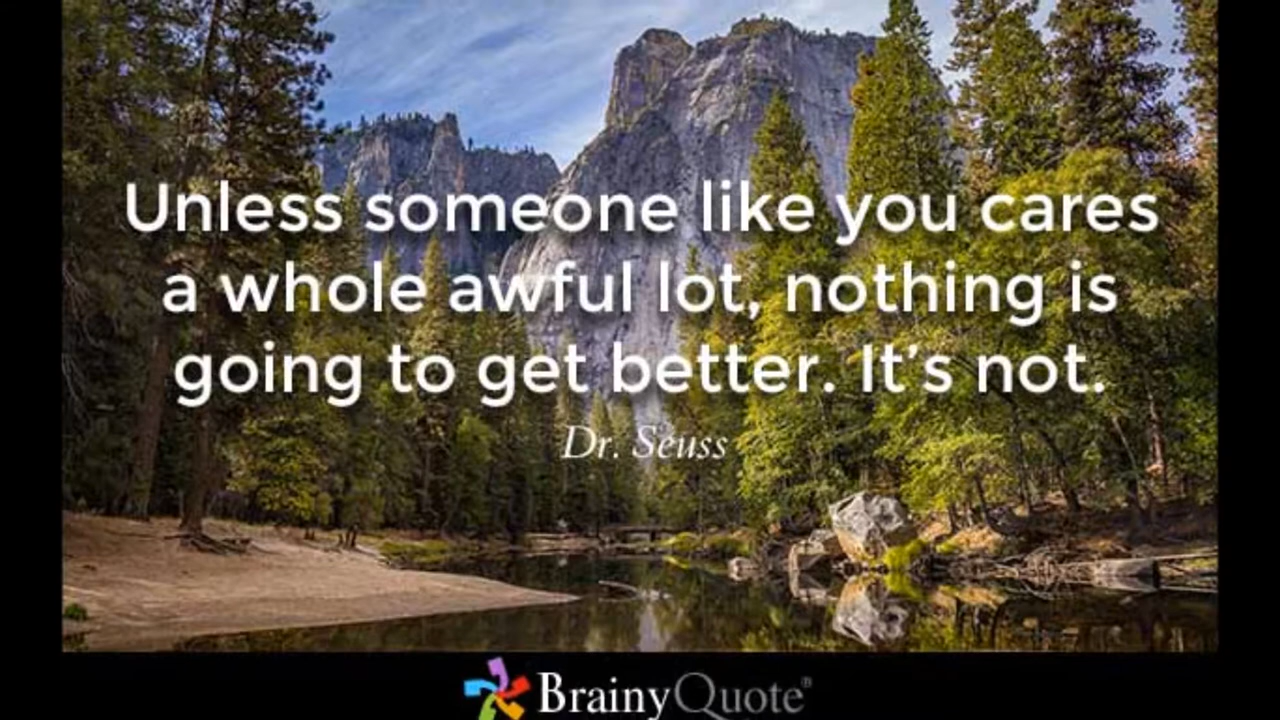 Unless someone like you cares
a whole awful lot, nothing is
going to get better. It’s not.
Dr. Seuss
BrainyQuote®